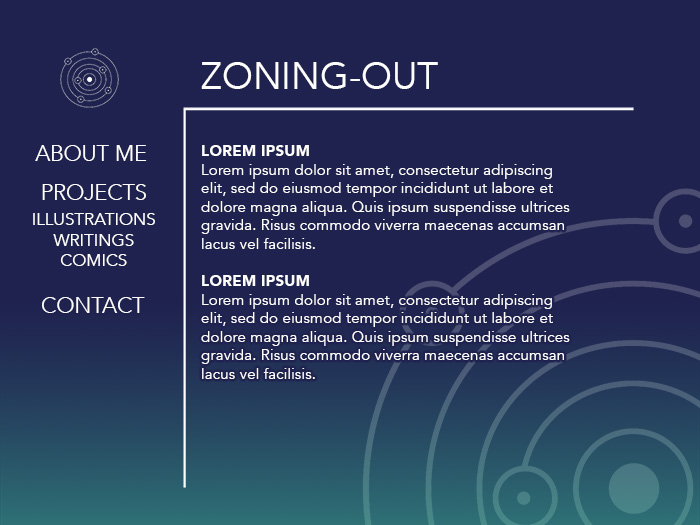 ZONING-OUT
ABOUT ME
PROJECTS
ILLUSTRATIONS
WRITINGS
COMICS
CONTACT
LOREM IPSUM
Lorem ipsum dolor sit amet, consectetur adipiscing
elit, sed do eiusmod tempor incididunt ut labore et
dolore magna aliqua. Quis ipsum suspendisse ultrices
gravida. Risus commodo viverra maecenas accumsan
lacus vel facilisis.
LOREM IPSUM
Lorem ipsum dolor sit amet, consectetur adipiscing
elit, sed do eiusmod tempor incididunt ut labore et
dolore magna aliqua. Quis ipsum suspendisse ultrices
gravida. Risus commodo viverra maecenas accumsan
lacus vel facilisis.